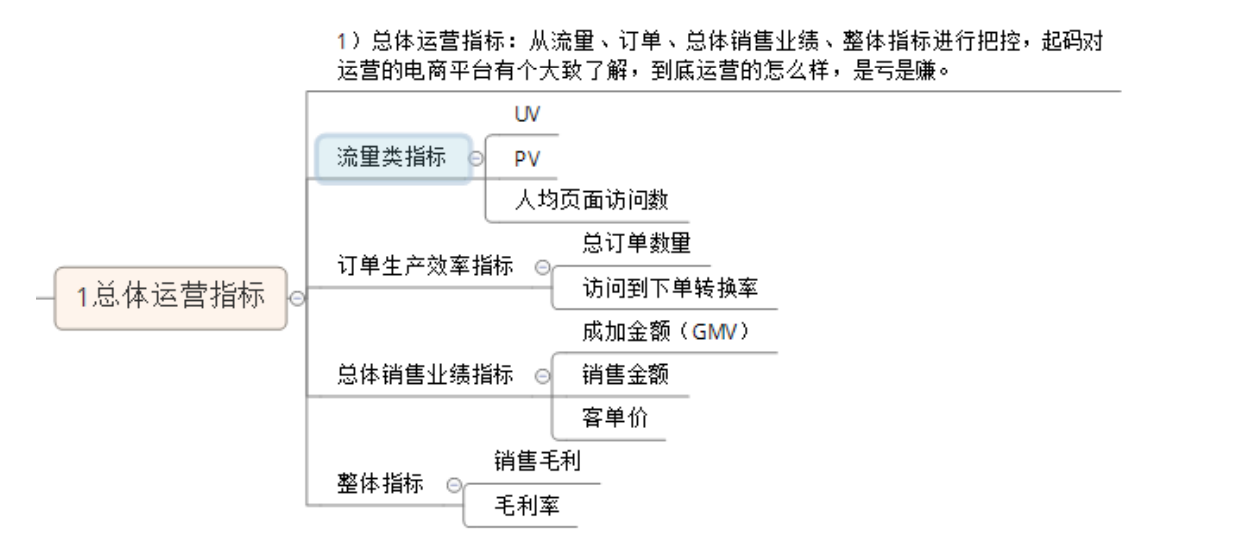 1）总体运营指标：从流量、订单、总体销售业绩、整体指标进行把控，起码对
运营的电商平台有个大致了解，到底运营的怎么样，是亏是赚。
UV
流量类指标
PV
人均页面访问数
总订单数量
订单生产效率指标
访问到下单转换率
1.总体运营指标
成加金额（GMV）
总体销售业绩指标
销售金额
客单价
销售毛利
整体指标
毛利率